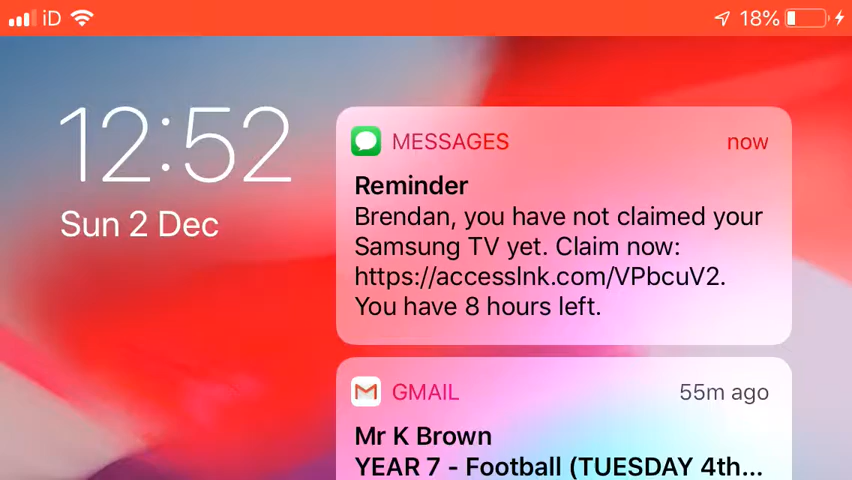 iD
18%
12:52
Sun 2 Dec
MESSAGES
now
Reminder
Brendan, you have not claimed your
Samsung TV yet. Claim now:
https://accesslnk.com/VPbcuV2.
You have 8 hours left.
GMAIL
55m ago
Mr K Brown
YEAR 7 - Football (TUESDAY 4th...